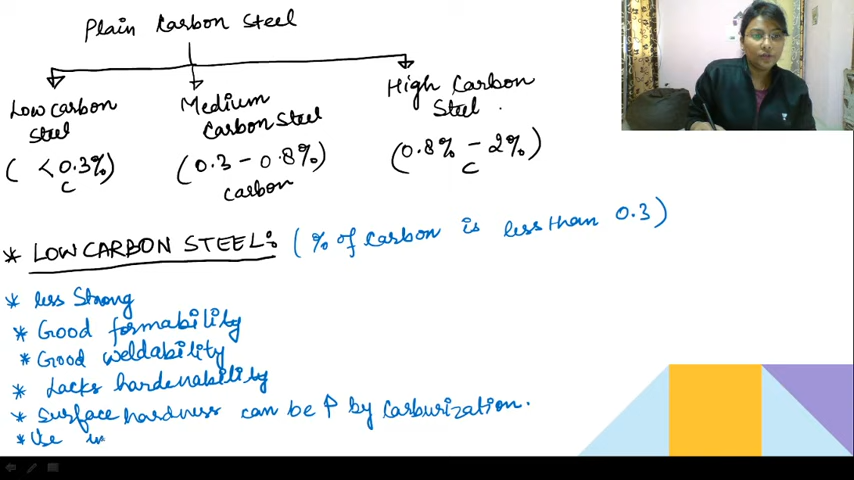 Plain Carbon Steel
Low carbon Steel
( < 0.3% )
C
Medium Carbon Steel
(0.3 - 0.8%)
carbon
High Carbon Steel.
(0.8% - 2%)
C
* LOW CARBON STEEL: ( % of Carbon is less than 0.3 )
* less Strong
* Good formability
* Good weldability
* Lacks hardenability
* Surface hardness can be ↑ by Carburization.
* Use in